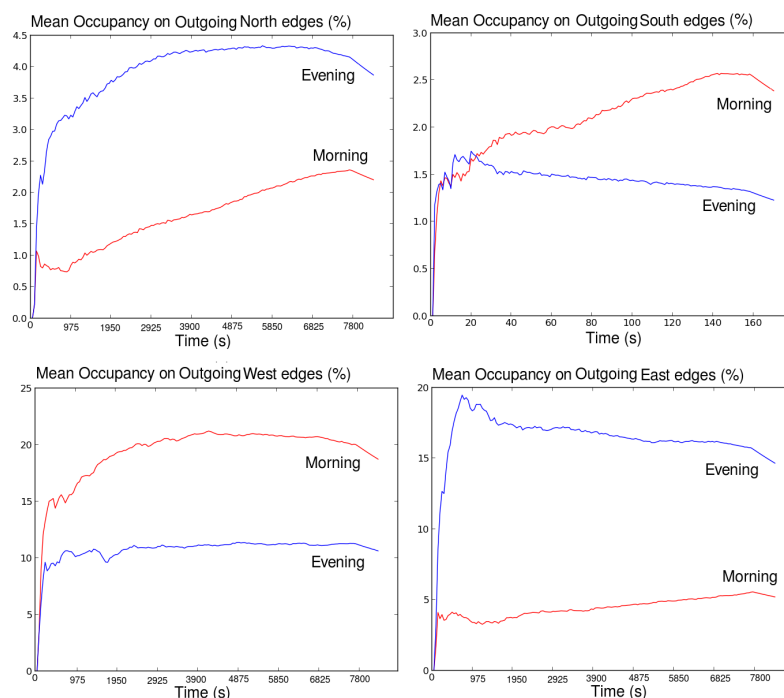 Mean Occupancy on Outgoing North edges (%)
4.5
4.0
3.5
3.0
2.5
2.0
1.5
1.0
0.5
0.0
Evening
Morning
0 975 1950 2925 3900 4875 5850 6825 7800
Time (s)
Mean Occupancy on Outgoing South edges (%)
3.0
2.5
2.0
1.5
1.0
0.5
0.0
Morning
Evening
0 20 40 60 80 100 120 140 160
Time (s)
Mean Occupancy on Outgoing West edges (%)
25
20
15
10
5
0
Morning
Evening
0 975 1950 2925 3900 4875 5850 6825 7800
Time (s)
Mean Occupancy on Outgoing East edges (%)
20
15
10
5
0
Evening
Morning
0 975 1950 2925 3900 4875 5850 6825 7800
Time (s)